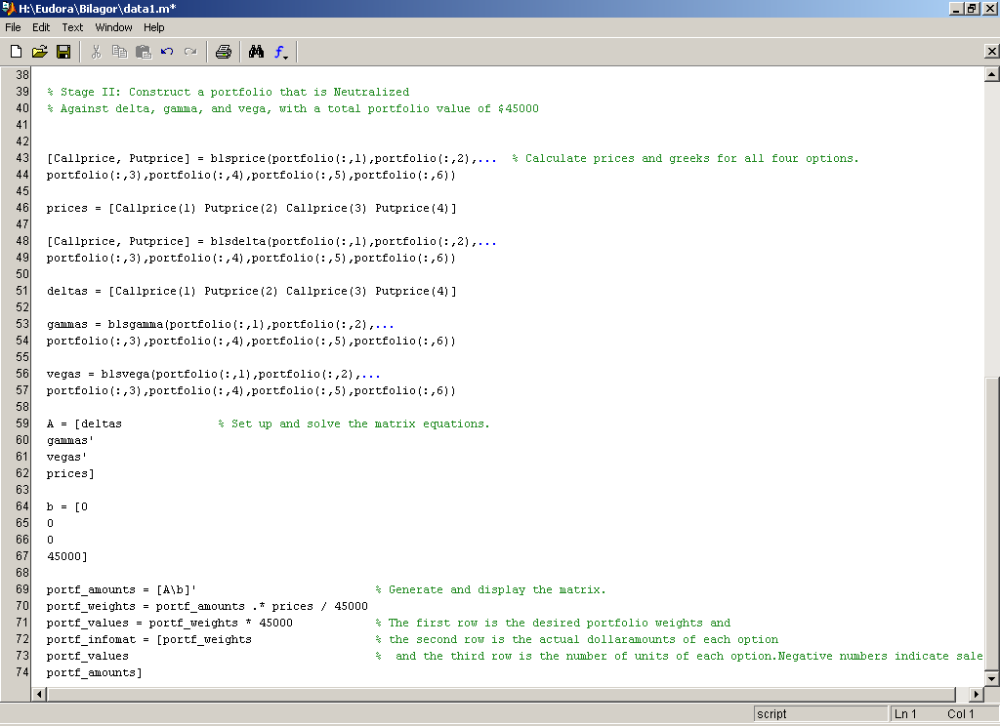 H:\Eudora\Bilagor\data1.m*
File Edit Text Window Help
38
39 % Stage II: Construct a portfolio that is Neutralized
40 % Against delta, gamma, and vega, with a total portfolio value of $45000
41
42
43 [Callprice, Putprice] = blsprice(portfolio(:,1),portfolio(:,2),... % Calculate prices and greeks for all four options.
44 portfolio(:,3),portfolio(:,4),portfolio(:,5),portfolio(:,6))
45
46 prices = [Callprice(1) Putprice(2) Callprice(3) Putprice(4)]
47
48 [Callprice, Putprice] = blsdelta(portfolio(:,1),portfolio(:,2),...
49 portfolio(:,3),portfolio(:,4),portfolio(:,5),portfolio(:,6))
50
51 deltas = [Callprice(1) Putprice(2) Callprice(3) Putprice(4)]
52
53 gammas = blsgamma(portfolio(:,1),portfolio(:,2),...
54 portfolio(:,3),portfolio(:,4),portfolio(:,5),portfolio(:,6))
55
56 vegas = blsvega(portfolio(:,1),portfolio(:,2),...
57 portfolio(:,3),portfolio(:,4),portfolio(:,5),portfolio(:,6))
58
59 A = [deltas % Set up and solve the matrix equations.
60 gammas'
61 vegas'
62 prices]
63
64 b = [0
65 0
66 0
67 45000]
68
69 portf_amounts = [A\b]' % Generate and display the matrix.
70 portf_weights = portf_amounts .* prices / 45000
71 portf_values = portf_weights * 45000 % The first row is the desired portfolio weights and
72 portf_infomat = [portf_weights % the second row is the actual dollaramounts of each option
73 portf_values % and the third row is the number of units of each option.Negative numbers indicate sale
74 portf_amounts]
script Ln 1 Col 1